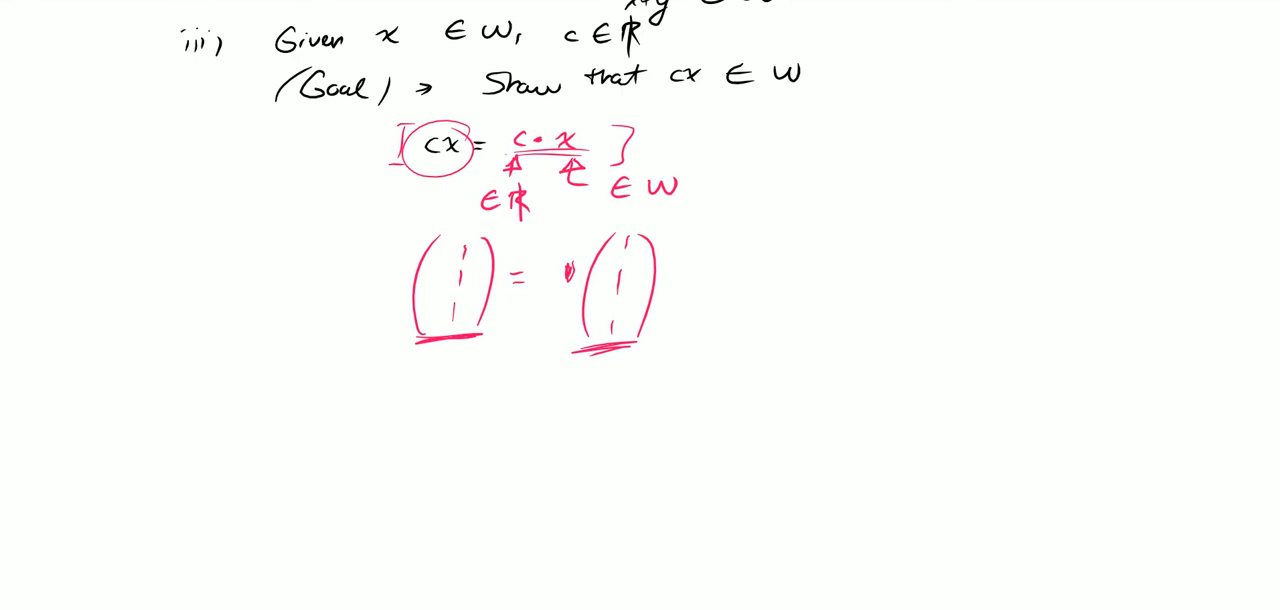 x+y ∈ W
iii) Given x ∈ W, c ∈ ℝ
(Goal) → Show that cx ∈ W
[ cx = c · x ]
∈ ℝ ∈ W
( ) = ( )